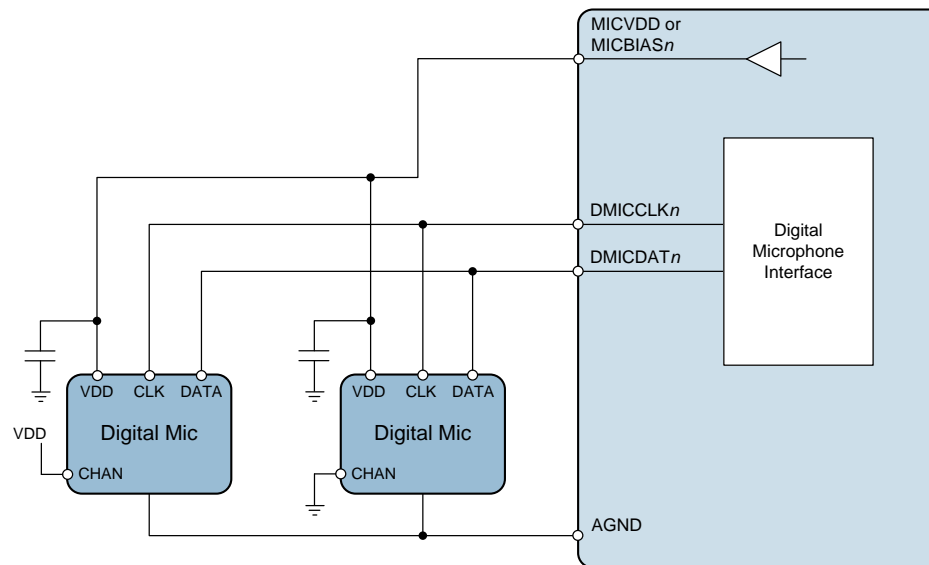 MICVDD or
MICBIASn
DMICCLKn
DMICDATn
Digital
Microphone
Interface
VDD CLK DATA
Digital Mic
VDD
CHAN
VDD CLK DATA
Digital Mic
CHAN
AGND